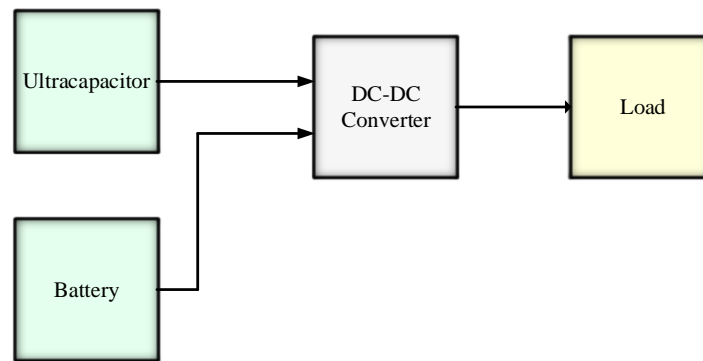 Ultracapacitor
DC-DC
Converter
Load
Battery